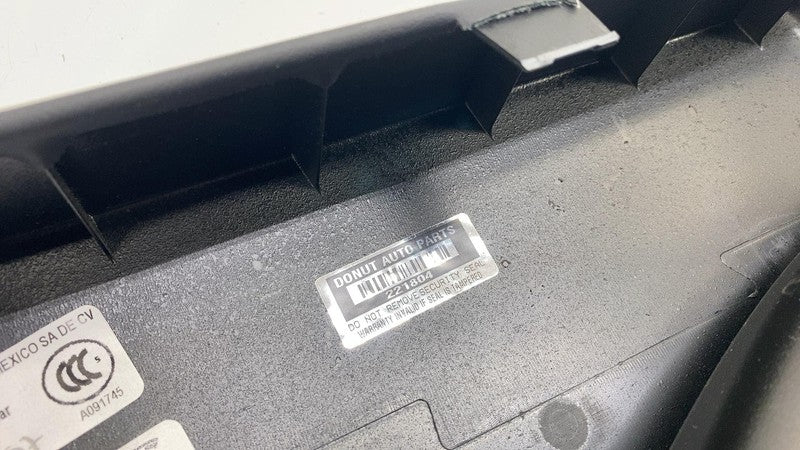 DONUT AUTO PARTS
221804
DO NOT REMOVE SECURITY SEAL
WARRANTY INVALID IF SEAL IS TAMPERED
MEXICO SA DE CV
CCC S
A091745
ar